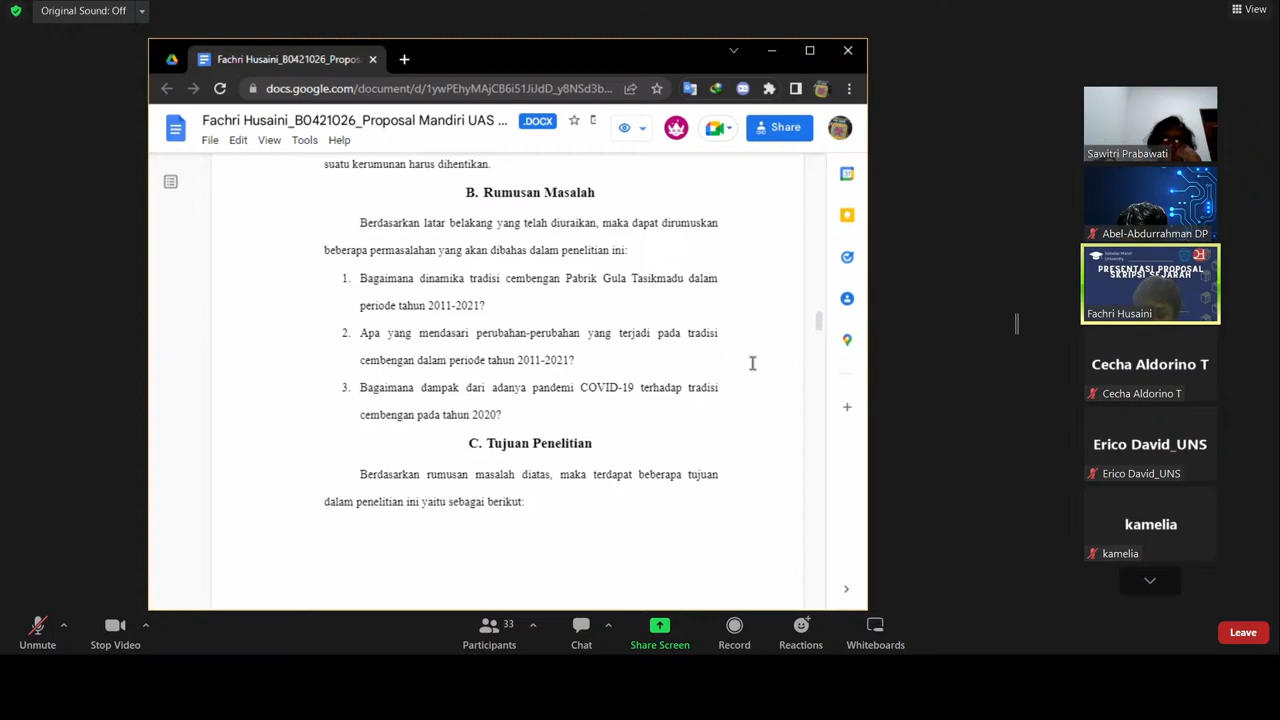 Original Sound: Off
View
Fachri Husaini_B0421026_Propos
docs.google.com/document/d/1ywPEhyMAjCB6i51JiJdD_y8NSd3b...
Fachri Husaini_B0421026_Proposal Mandiri UAS ...
.DOCX
Share
File Edit View Tools Help
suatu kerumunan harus dihentikan.
B. Rumusan Masalah
Berdasarkan latar belakang yang telah diuraikan, maka dapat dirumuskan
beberapa permasalahan yang akan dibahas dalam penelitian ini:
1. Bagaimana dinamika tradisi cembengan Pabrik Gula Tasikmadu dalam
periode tahun 2011-2021?
2. Apa yang mendasari perubahan-perubahan yang terjadi pada tradisi
cembengan dalam periode tahun 2011-2021?
3. Bagaimana dampak dari adanya pandemi COVID-19 terhadap tradisi
cembengan pada tahun 2020?
C. Tujuan Penelitian
Berdasarkan rumusan masalah diatas, maka terdapat beberapa tujuan
dalam penelitian ini yaitu sebagai berikut:
Sawitri Prabawati
Abel-Abdurrahman DP
PRESENTASI PROPOSAL
SKRIPSI SEJARAH
Fachri Husaini
Cecha Aldorino T
Cecha Aldorino T
Erico David_UNS
Erico David_UNS
kamelia
kamelia
Unmute
Stop Video
33
Participants
Chat
Share Screen
Record
Reactions
Whiteboards
Leave